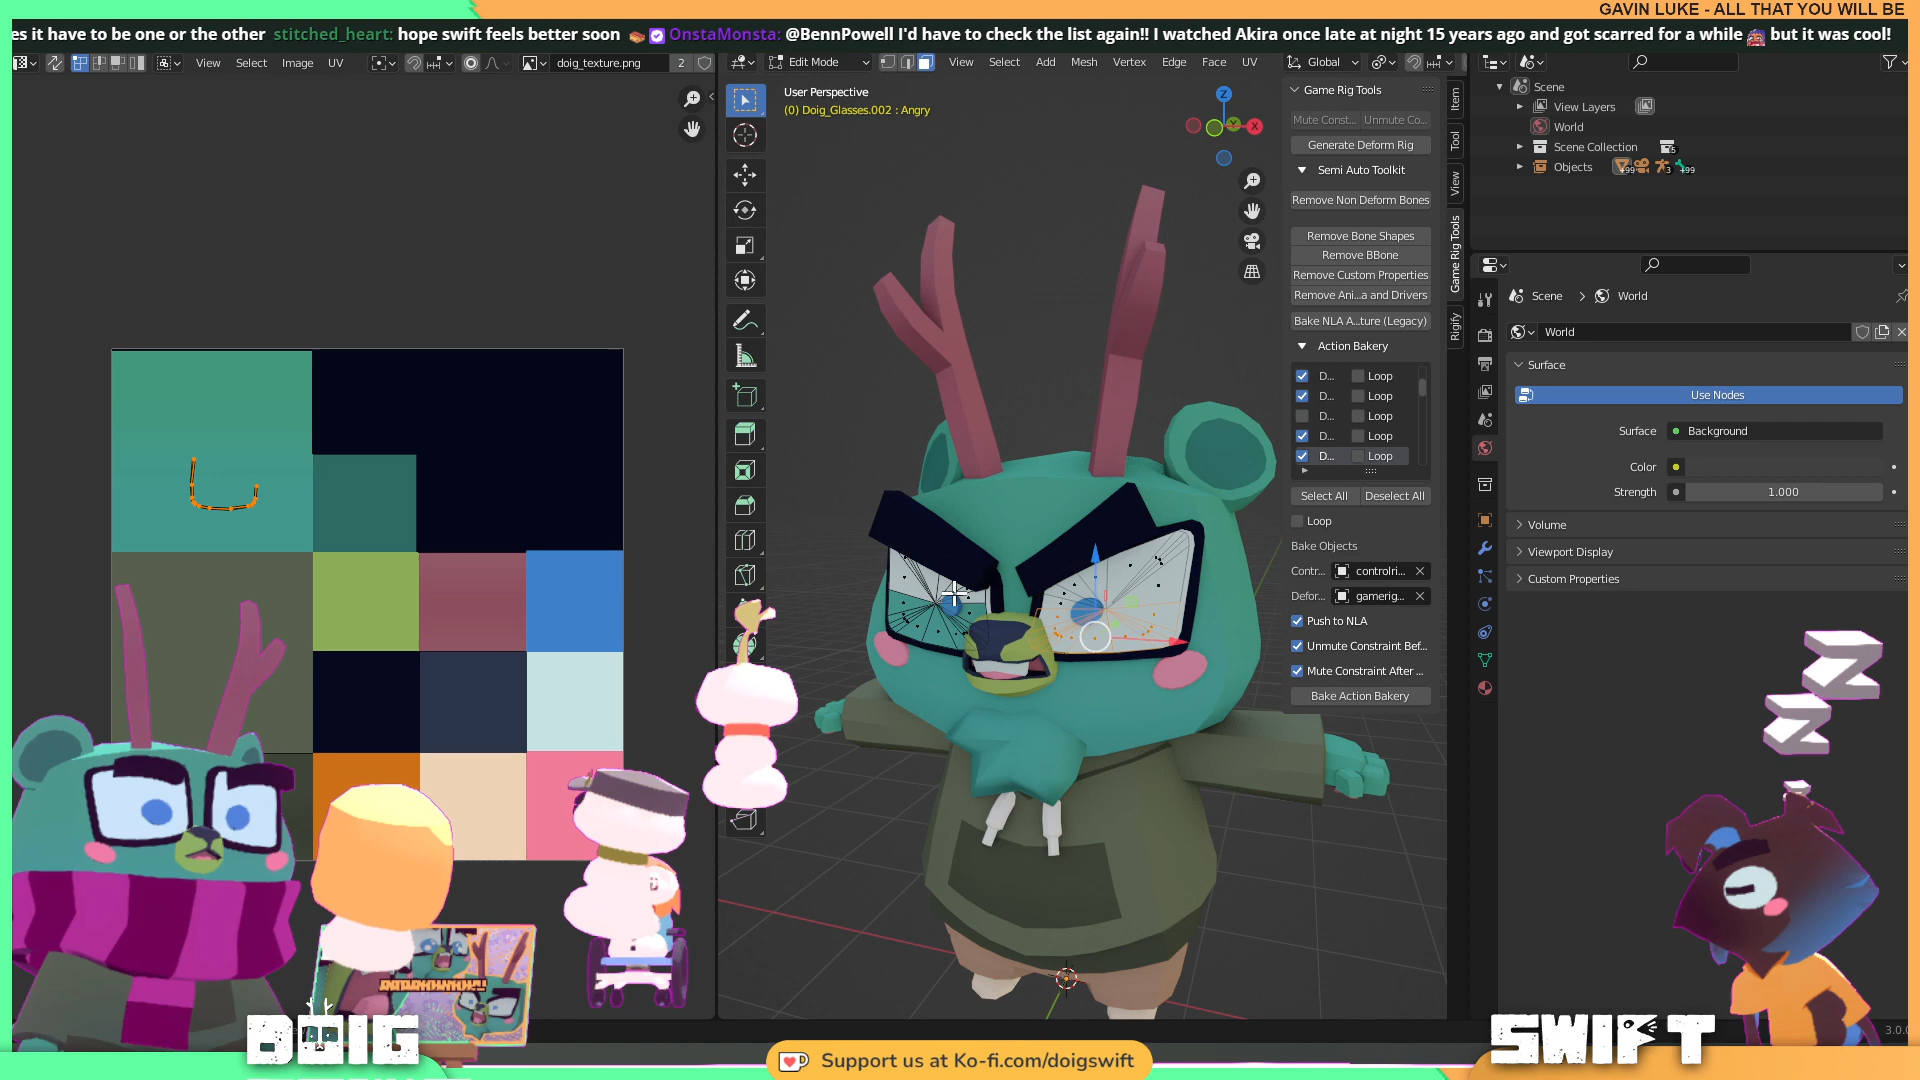 GAVIN LUKE - ALL THAT YOU WILL BE
es it have to be one or the other stitched_heart: hope swift feels better soon OnstaMonsta: @BennPowell I'd have to check the list again!! I watched Akira once late at night 15 years ago and got scarred for a while but it was cool!
View Select Image UV doig_texture.png 2
Edit Mode View Select Add Mesh Vertex Edge Face UV Global
User Perspective
(0) Doig_Glasses.002 : Angry
Z
X
Game Rig Tools
Mute Const... Unmute Co...
Generate Deform Rig
Semi Auto Toolkit
Remove Non Deform Bones
Remove Bone Shapes
Remove BBone
Remove Custom Properties
Remove Ani...a and Drivers
Bake NLA A...ture (Legacy)
Action Bakery
D... Loop
D... Loop
D... Loop
D... Loop
D... Loop
Select All Deselect All
Loop
Bake Objects
Contr... controlri...
Defor... gamerig...
Push to NLA
Unmute Constraint Bef...
Mute Constraint After ...
Bake Action Bakery
Item
Tool
View
Game Rig Tools
Rigify
Scene
View Layers
World
Scene Collection 5
Objects +99 3 +99
Scene > World
World
Surface
Use Nodes
Surface Background
Color
Strength 1.000
Volume
Viewport Display
Custom Properties
Z
Z
DOIG
SWIFT
3.0.
Support us at Ko-fi.com/doigswift